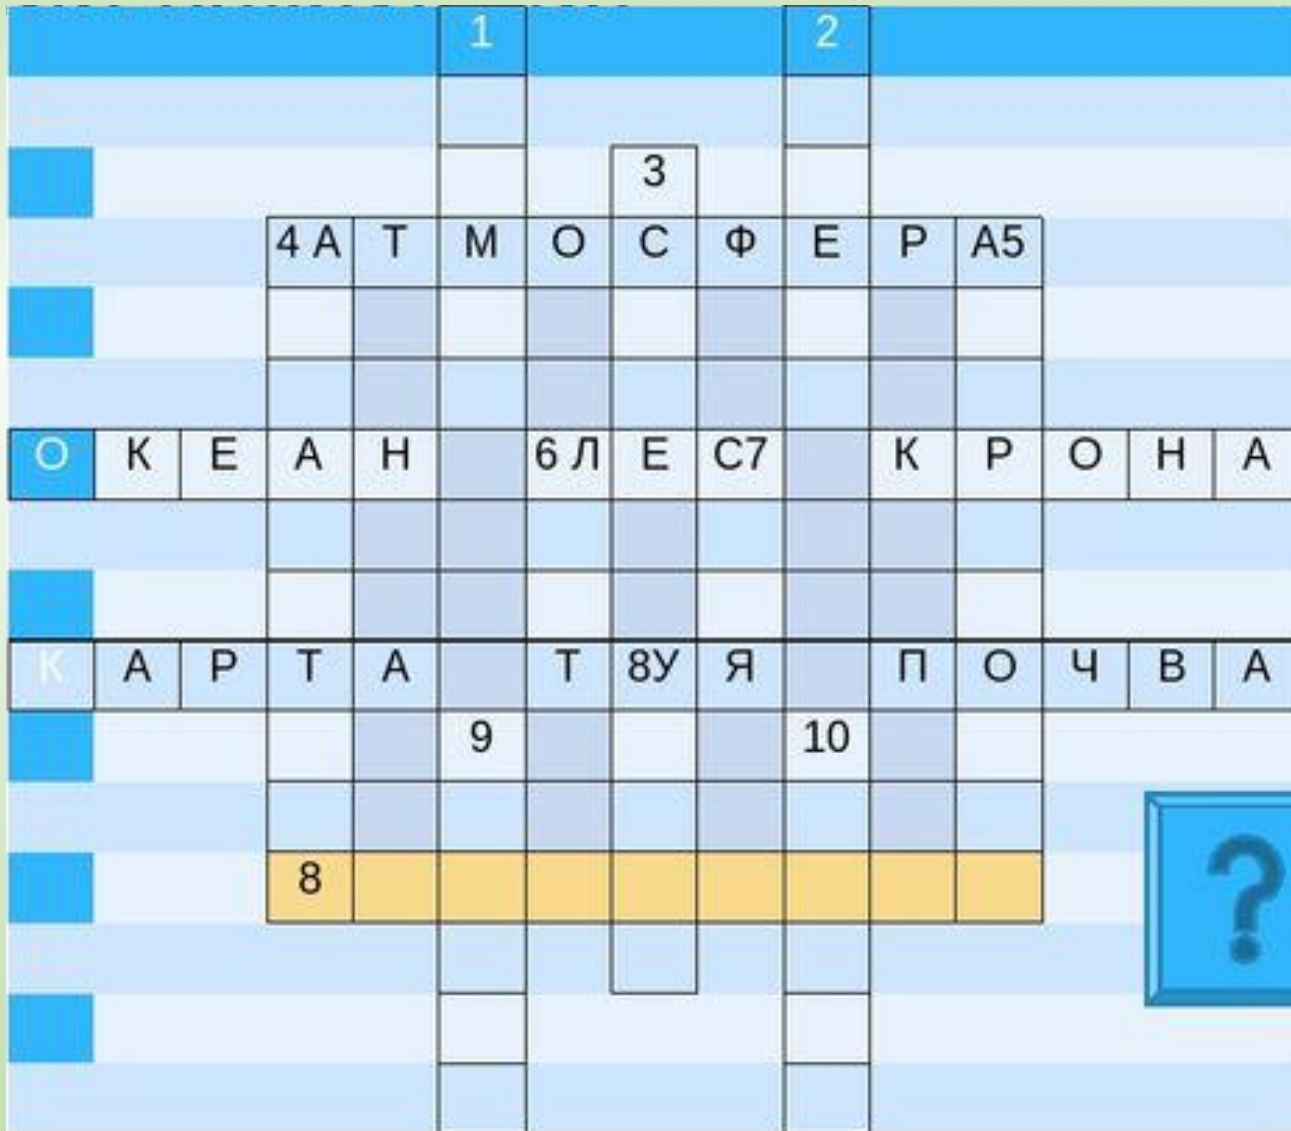 1 2
3
4 А Т М О С Ф Е Р А5
О К Е А Н 6 Л Е С7 К Р О Н А
К А Р Т А Т 8У Я П О Ч В А
9 10
8
?